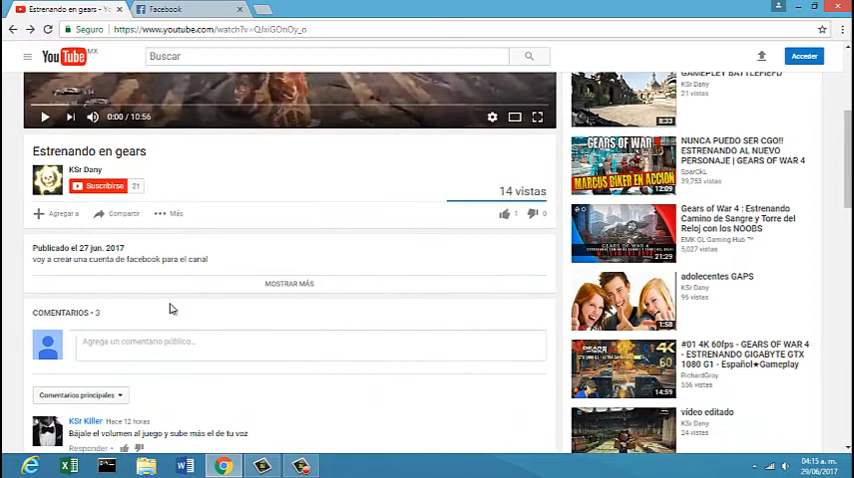 Estrenando en gears - Yo
Facebook
Seguro
https://www.youtube.com/watch?v=
YouTube MX
Buscar
Acceder
0:00 / 10:56
Estrenando en gears
KSr Dany
Suscribirse 21
14 vistas
Agregar a Compartir Más
1 0
Publicado el 27 jun. 2017
voy a crear una cuenta de facebook para el canal
MOSTRAR MÁS
COMENTARIOS • 3
Agrega un comentario público...
Comentarios principales
KSr Killer Hace 12 horas
Bájale el volumen al juego y sube más el de tu voz
Responder
GAMEPLEY BATTLEFIELD
KSr Dany
21 vistas
8:33
GEARS OF WAR
MARCUS BIKER EN ACCIÓN
12:09
NUNCA PUEDO SER CGO!!
ESTRENANDO AL NUEVO
PERSONAJE | GEARS OF WAR 4
SparCkL
39,753 vistas
21:29
Gears of War 4 : Estrenando
Camino de Sangre y Torre del
Reloj con los NOOBS
EMK GL Gaming Hub ™
5,027 vistas
1:58
adolecentes GAPS
KSr Dany
96 vistas
4K
60
14:59
#01 4K 60fps - GEARS OF WAR 4
- ESTRENANDO GIGABYTE GTX
1080 G1 - Español★Gameplay
RichardGroy
556 vistas
vídeo editado
KSr Dany
24 vistas
04:15 a. m.
29/06/2017